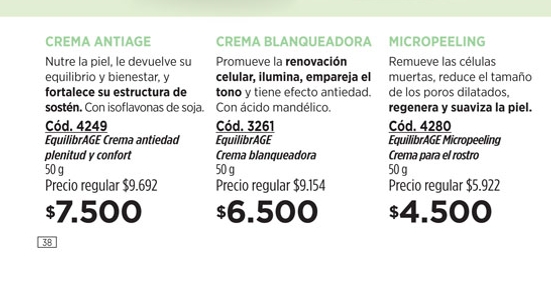 CREMA ANTIAGE
Nutre la piel, le devuelve su
equilibrio y bienestar, y
fortalece su estructura de
sostén. Con isoflavonas de soja.
Cód. 4249
EquilibrAGE Crema antiedad
plenitud y confort
50 g
Precio regular $9.692
$7.500
CREMA BLANQUEADORA
Promueve la renovación
celular, ilumina, empareja el
tono y tiene efecto antiedad.
Con ácido mandélico.
Cód. 3261
EquilibrAGE
Crema blanqueadora
50 g
Precio regular $9.154
$6.500
MICROPEELING
Remueve las células
muertas, reduce el tamaño
de los poros dilatados,
regenera y suaviza la piel.
Cód. 4280
EquilibrAGE Micropeeling
Crema para el rostro
50 g
Precio regular $5.922
$4.500
38